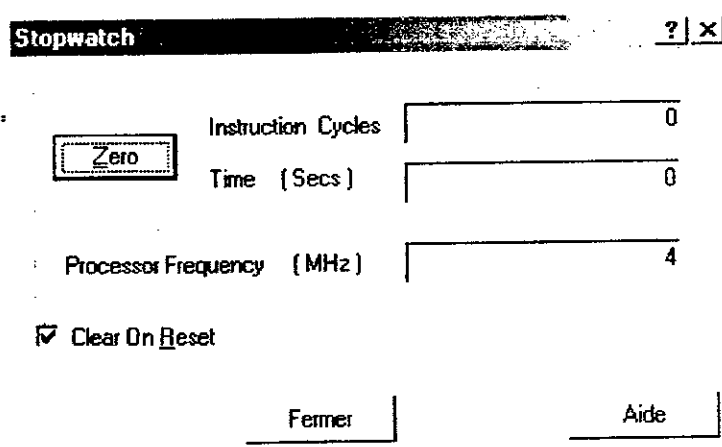 Stopwatch ? ×
Instruction Cycles 0
Zero
Time (Secs) 0
Processor Frequency (MHz) 4
Clear On Reset
Fermer Aide